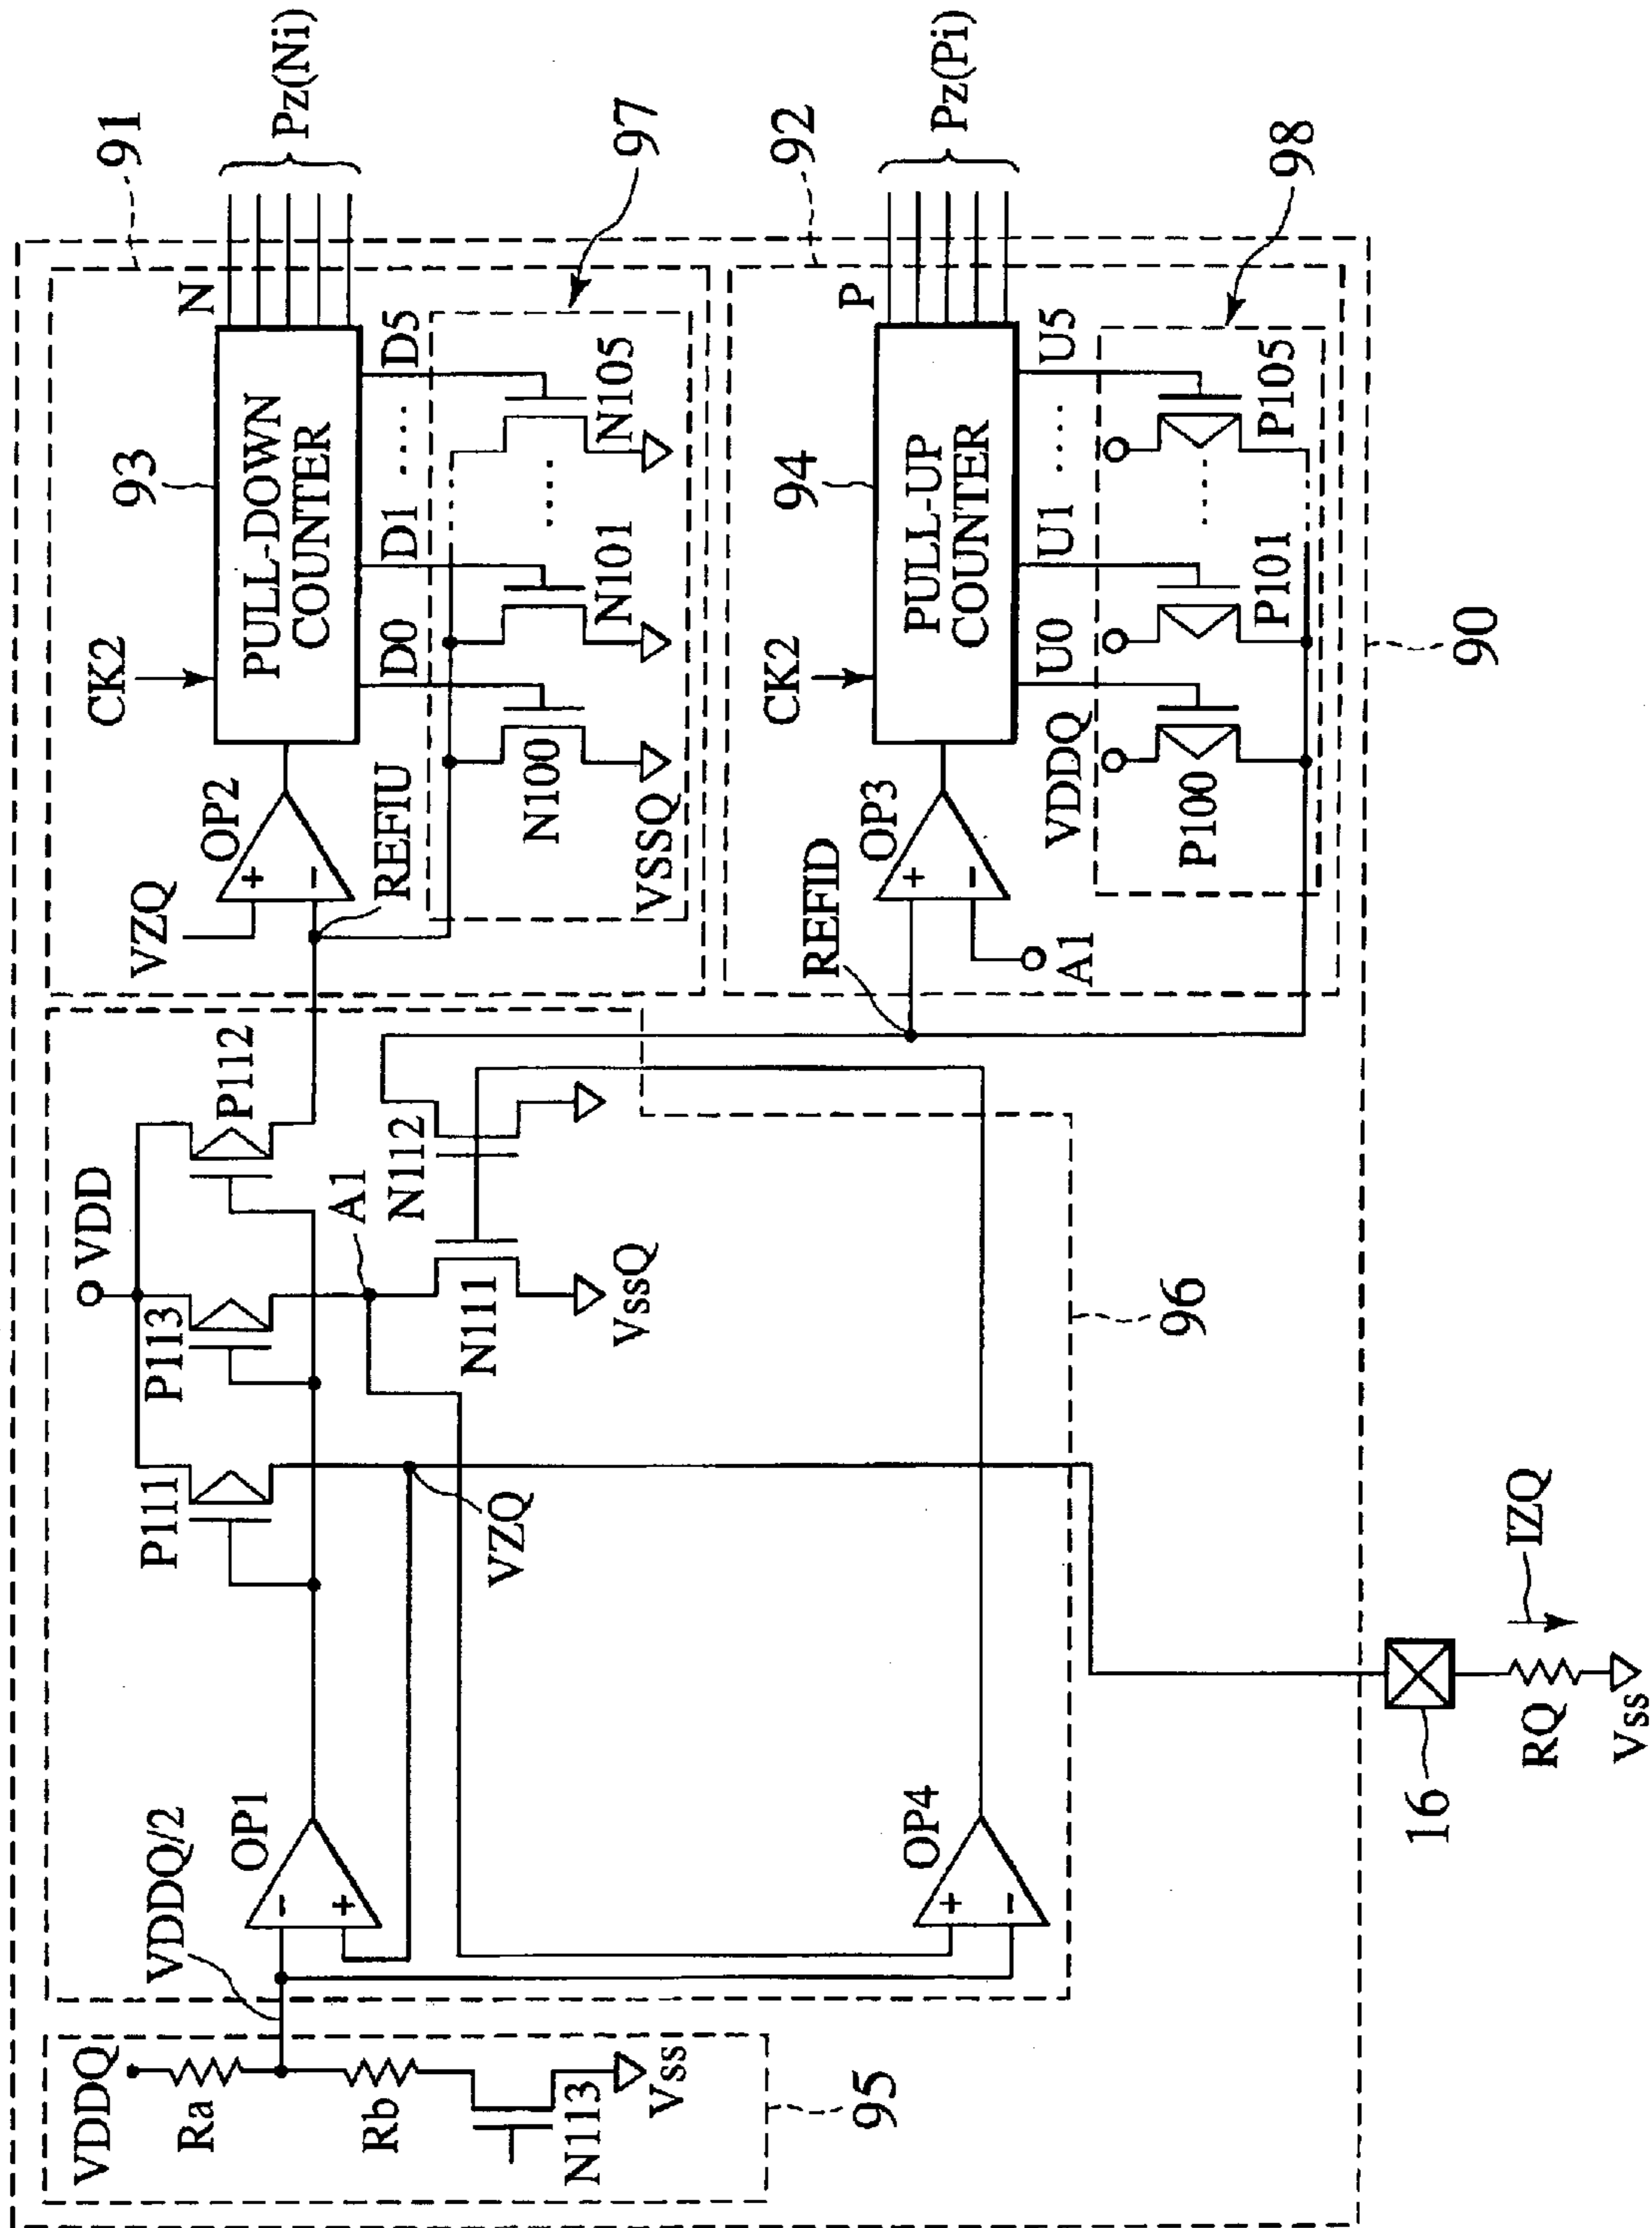 VDDQ
Ra
Rb
N113
Vss
95
VDDQ/2
OP1
−
+
OP4
+
−
VDD
P111
P113
P112
A1
VZQ
N111
N112
VssQ
96
16
RQ
IZQ
Vss
91
VZQ
OP2
+
−
REFIU
CK2
93
PULL-DOWN
COUNTER
N
Pz(Ni)
D0
D1
....
D5
N100
N101
....
N105
VSSQ
97
92
REFID
OP3
+
−
A1
CK2
94
PULL-UP
COUNTER
P
Pz(Pi)
VDDQ
U0
U1
....
U5
P100
P101
....
P105
98
90